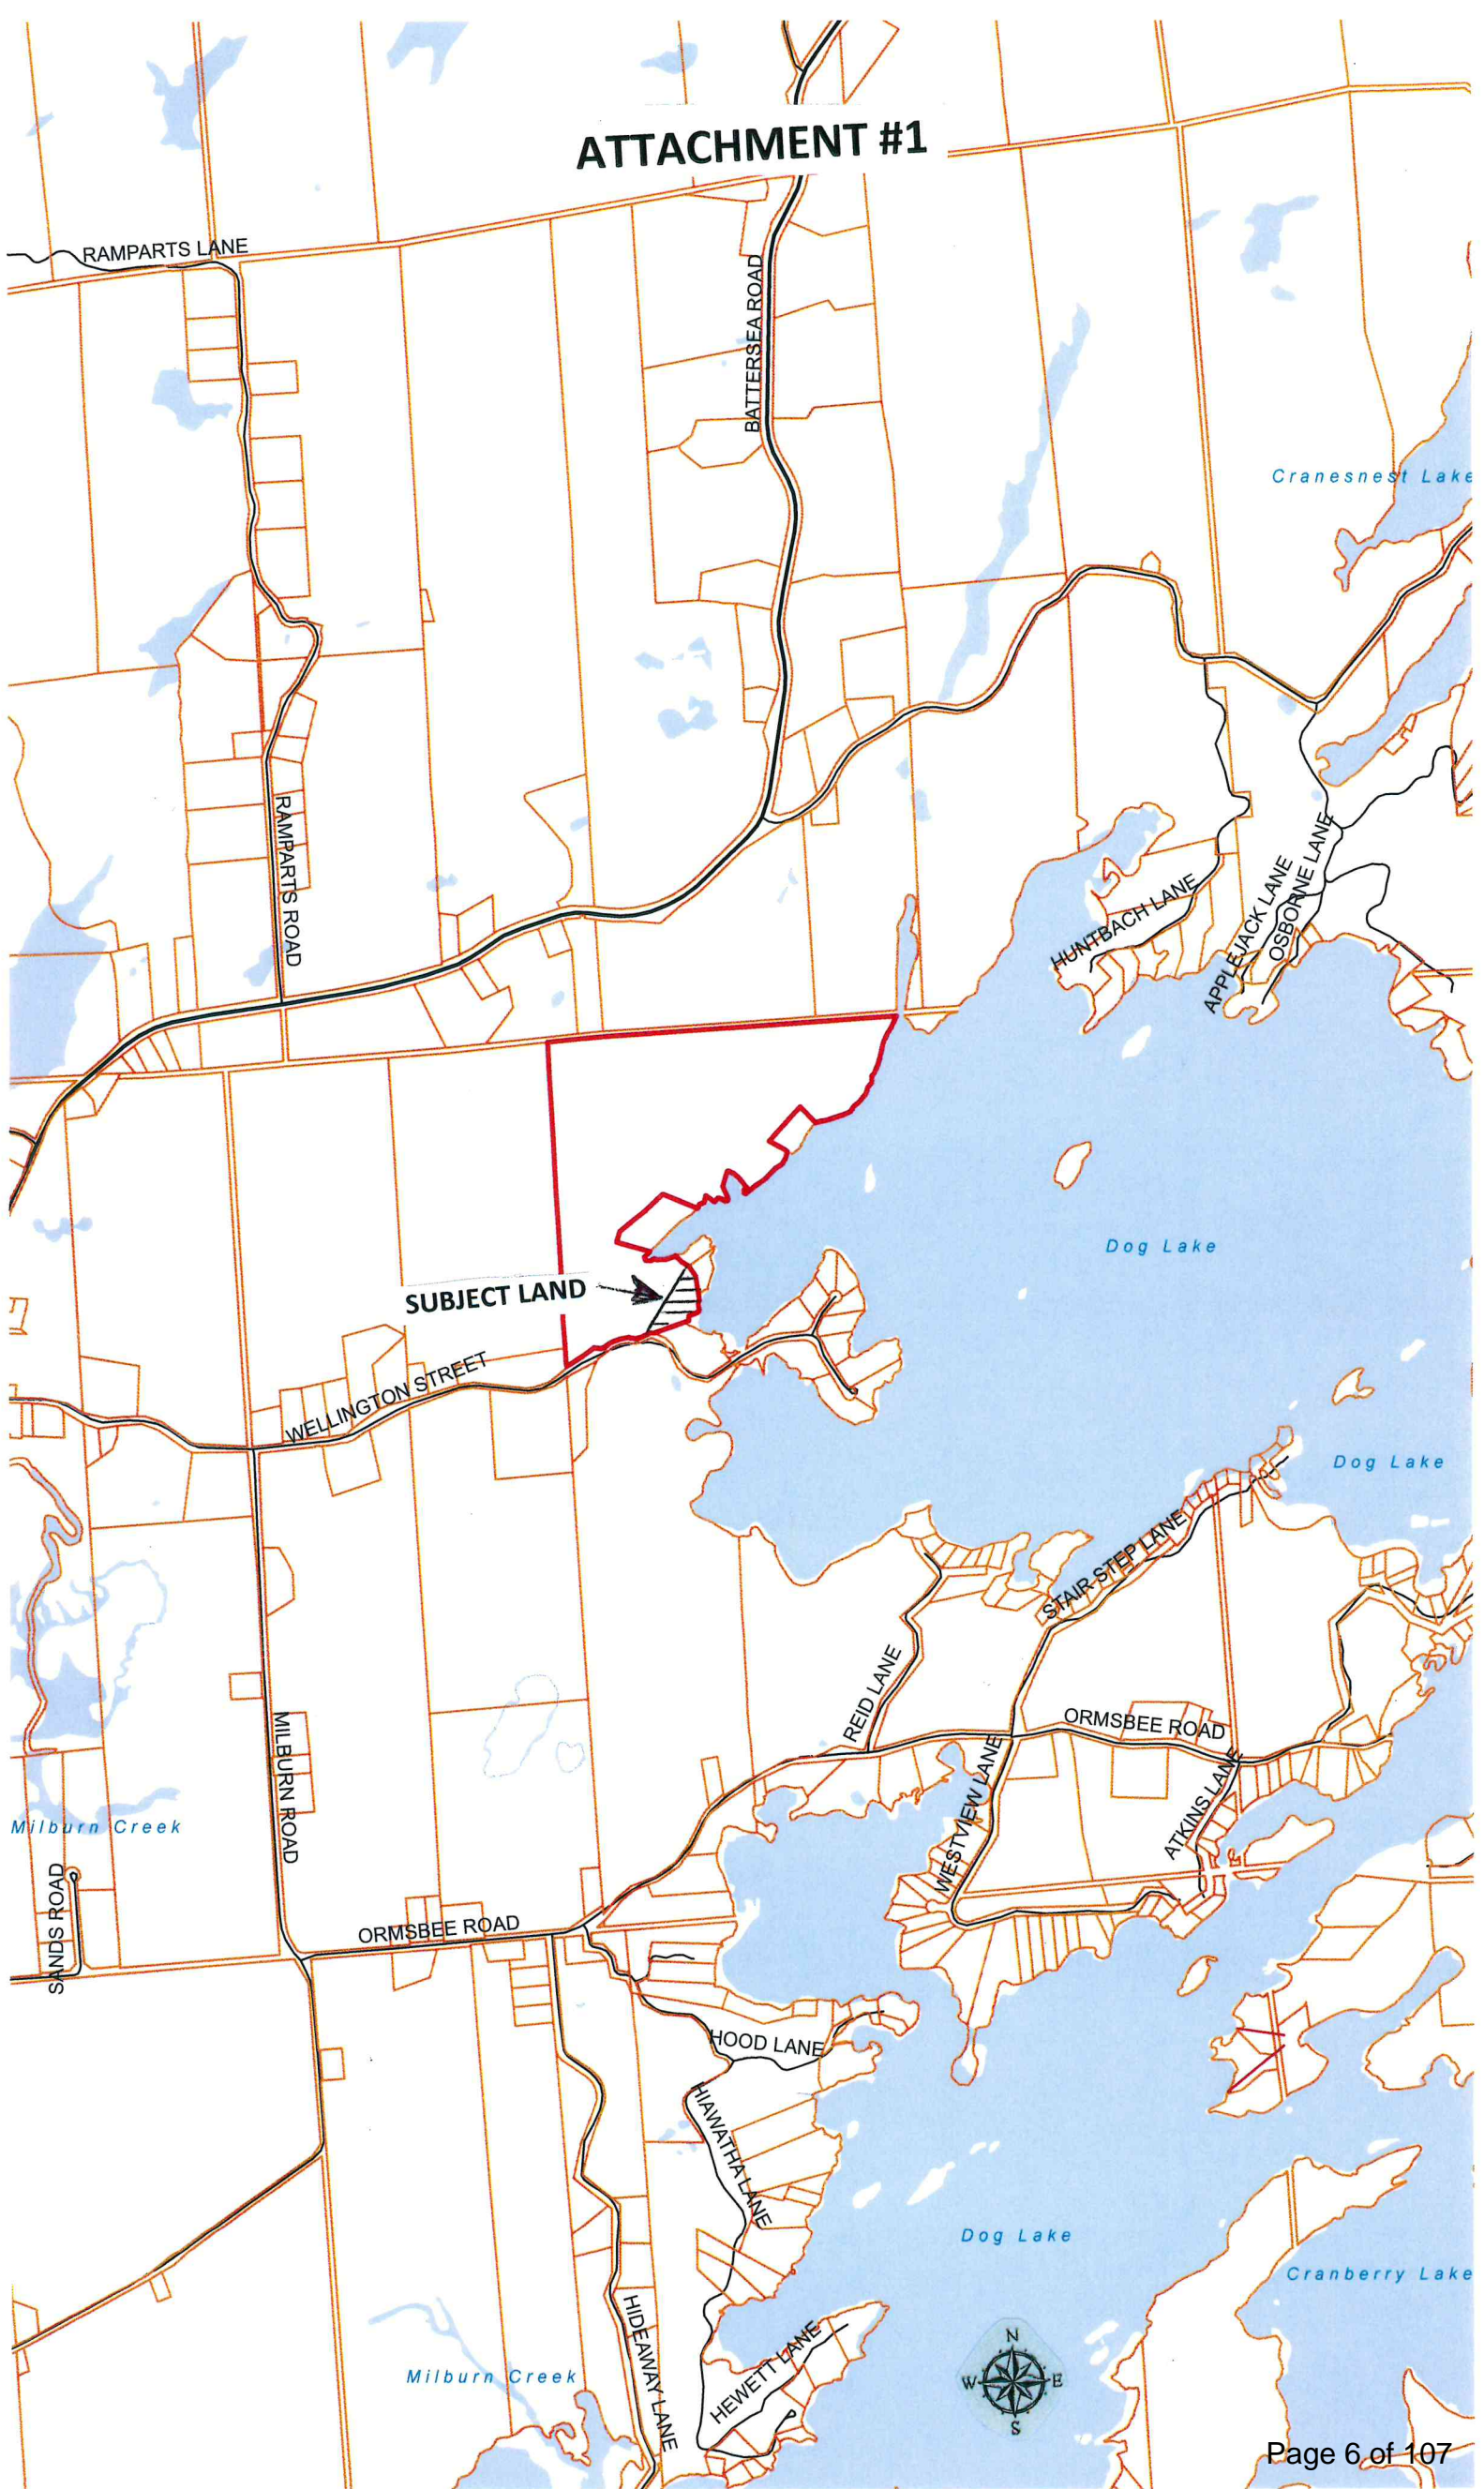 ATTACHMENT #1
RAMPARTS LANE
BATTERSEA ROAD
Cranesnest Lake
RAMPARTS ROAD
HUNTBACH LANE
APPLEJACK LANE
OSBORNE LANE
Dog Lake
SUBJECT LAND
WELLINGTON STREET
Dog Lake
STAIR STEP LANE
REID LANE
ORMSBEE ROAD
MILBURN ROAD
WESTVIEW LANE
ATKINS LANE
Milburn Creek
SANDS ROAD
ORMSBEE ROAD
HOOD LANE
HIAWATHA LANE
Dog Lake
Cranberry Lake
HIDEAWAY LANE
HEWETT LANE
Milburn Creek
N
W
E
S
Page 6 of 107